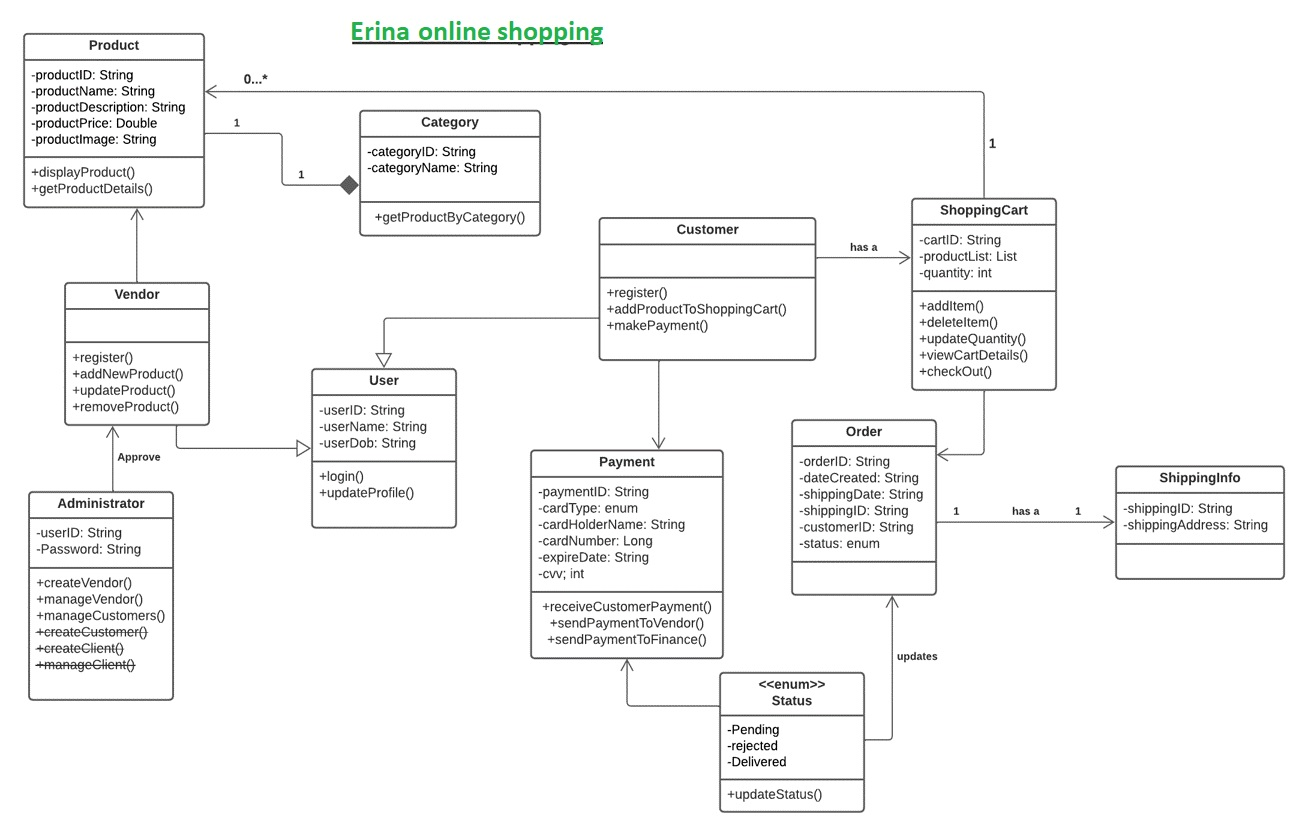 Erina online shopping
Product
-productID: String
-productName: String
-productDescription: String
-productPrice: Double
-productImage: String
+displayProduct()
+getProductDetails()
0...*
1
1
1
Category
-categoryID: String
-categoryName: String
+getProductByCategory()
Customer
+register()
+addProductToShoppingCart()
+makePayment()
has a
ShoppingCart
-cartID: String
-productList: List
-quantity: int
+addItem()
+deleteItem()
+updateQuantity()
+viewCartDetails()
+checkOut()
Vendor
+register()
+addNewProduct()
+updateProduct()
+removeProduct()
Approve
User
-userID: String
-userName: String
-userDob: String
+login()
+updateProfile()
Administrator
-userID: String
-Password: String
+createVendor()
+manageVendor()
+manageCustomers()
+createCustomer()
+createClient()
+manageClient()
Payment
-paymentID: String
-cardType: enum
-cardHolderName: String
-cardNumber: Long
-expireDate: String
-cvv; int
+receiveCustomerPayment()
+sendPaymentToVendor()
+sendPaymentToFinance()
Order
-orderID: String
-dateCreated: String
-shippingDate: String
-shippingID: String
-customerID: String
-status: enum
1 has a 1
ShippingInfo
-shippingID: String
-shippingAddress: String
updates
<<enum>>
Status
-Pending
-rejected
-Delivered
+updateStatus()